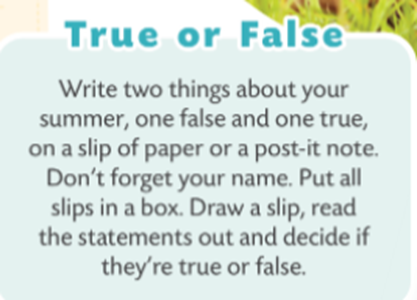 True or False
Write two things about your
summer, one false and one true,
on a slip of paper or a post-it note.
Don't forget your name. Put all
slips in a box. Draw a slip, read
the statements out and decide if
they're true or false.